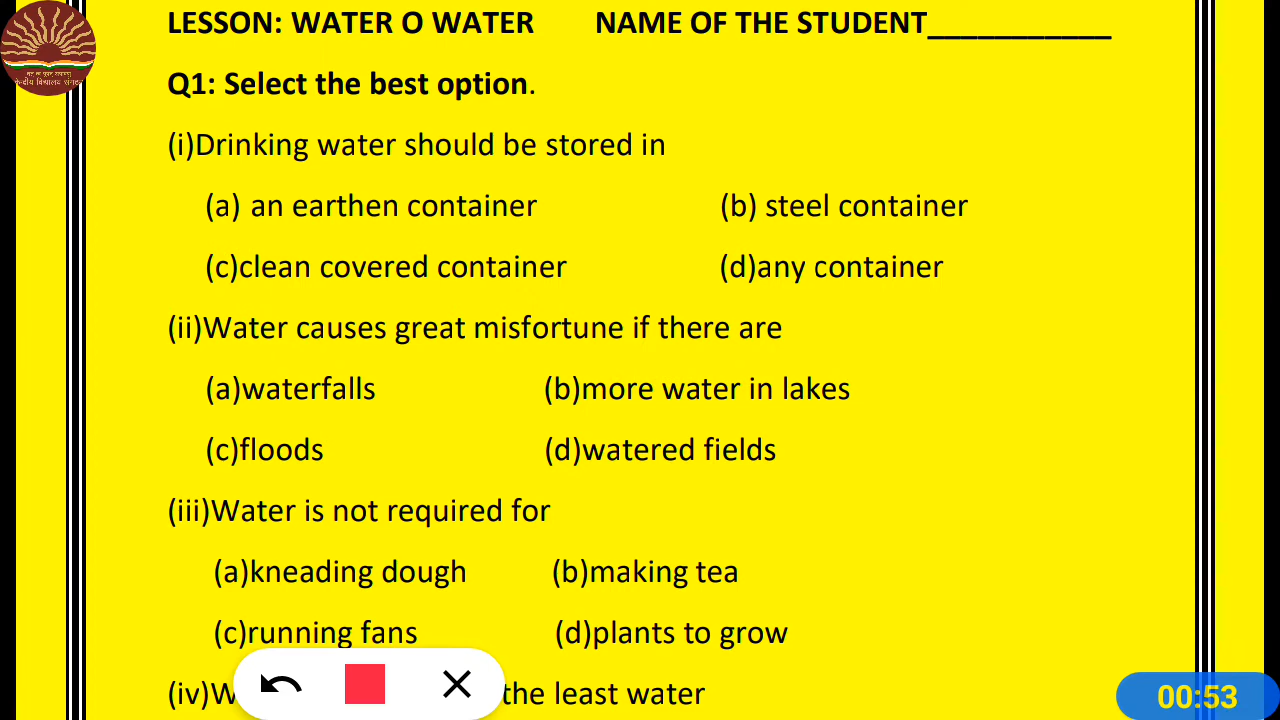 LESSON: WATER O WATER NAME OF THE STUDENT___________
Q1: Select the best option.
(i)Drinking water should be stored in
(a) an earthen container (b) steel container
(c)clean covered container (d)any container
(ii)Water causes great misfortune if there are
(a)waterfalls (b)more water in lakes
(c)floods (d)watered fields
(iii)Water is not required for
(a)kneading dough (b)making tea
(c)running fans (d)plants to grow
(iv)W the least water
00:53
केन्द्रीय विद्यालय